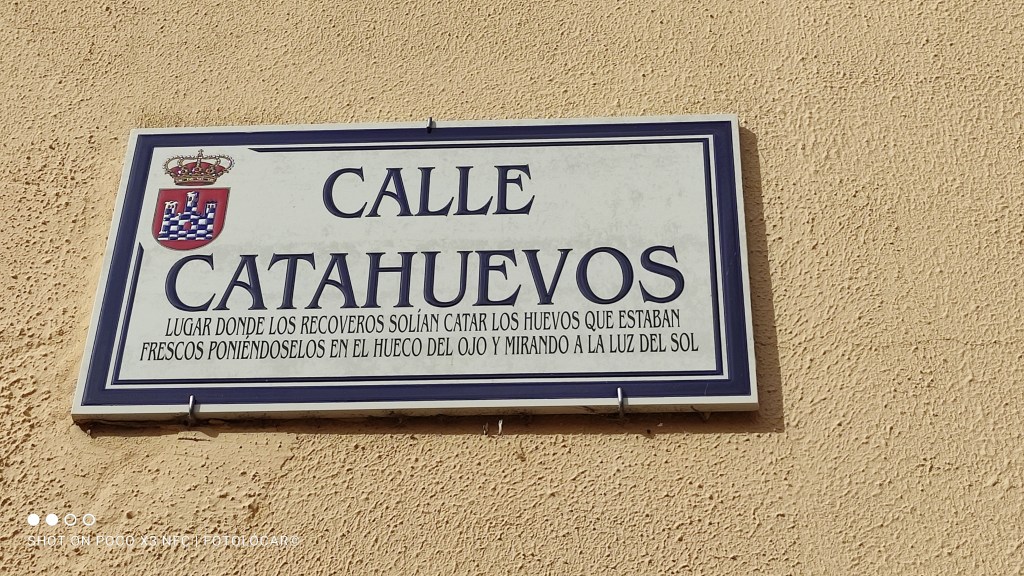 CALLE
CATAHUEVOS
LUGAR DONDE LOS RECOVEROS SOLÍAN CATAR LOS HUEVOS QUE ESTABAN
FRESCOS PONIÉNDOSELOS EN EL HUECO DEL OJO Y MIRANDO A LA LUZ DEL SOL
SHOT ON POCO X3 NFC | FOTOLOCAR©